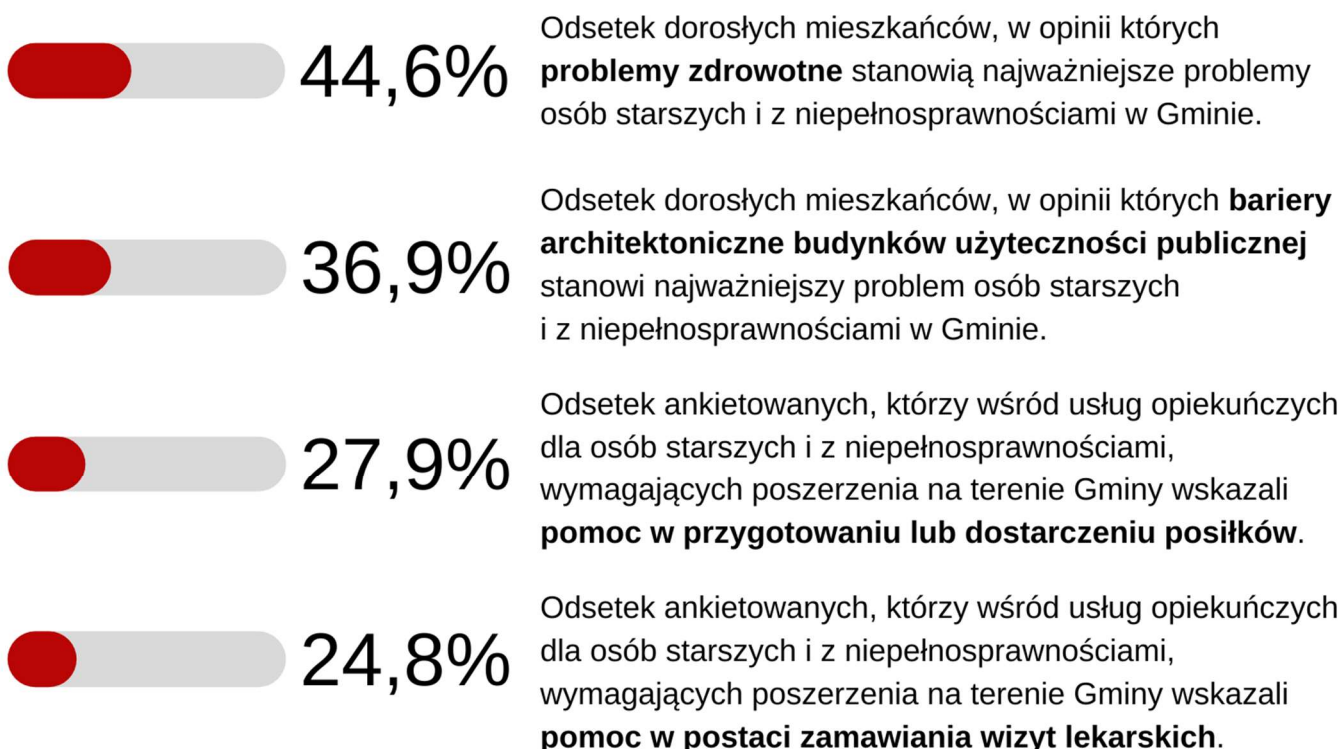 44,6%
Odsetek dorosłych mieszkańców, w opinii których
problemy zdrowotne stanowią najważniejsze problemy
osób starszych i z niepełnosprawnościami w Gminie.
36,9%
Odsetek dorosłych mieszkańców, w opinii których bariery
architektoniczne budynków użyteczności publicznej
stanowi najważniejszy problem osób starszych
i z niepełnosprawnościami w Gminie.
27,9%
Odsetek ankietowanych, którzy wśród usług opiekuńczych
dla osób starszych i z niepełnosprawnościami,
wymagających poszerzenia na terenie Gminy wskazali
pomoc w przygotowaniu lub dostarczeniu posiłków.
24,8%
Odsetek ankietowanych, którzy wśród usług opiekuńczych
dla osób starszych i z niepełnosprawnościami,
wymagających poszerzenia na terenie Gminy wskazali
pomoc w postaci zamawiania wizyt lekarskich.